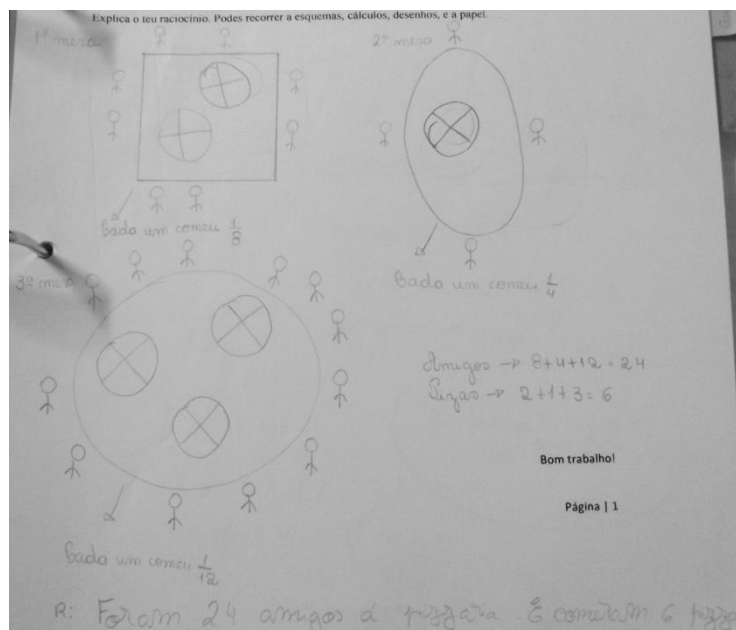 Explica o teu raciocínio. Podes recorrer a esquemas, cálculos, desenhos, e a papel.
1ª mesa
2ª mesa
Cada um comeu 1/8
Cada um comeu 1/4
3ª mesa
Amigos → 8+4+12=24
Pizas → 2+1+3=6
Bom trabalho!
Página | 1
Cada um comeu 1/12
R: Foram 24 amigos á pizzaria. E comeram 6